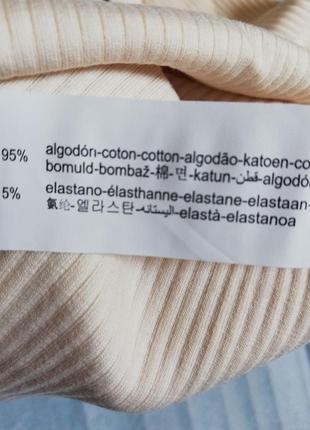 95% algodón-coton-cotton-algodão-katoen-co
bomuld-bombaž-棉-면-katun-قطن-algodó
5% elastano-élasthanne-elastane-elastaan-
氨纶-엘라스탄-اليستانه-elastà-elastanoa